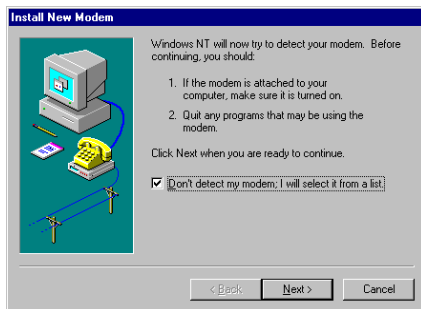 Install New Modem
Windows NT will now try to detect your modem. Before
continuing, you should:
1. If the modem is attached to your
computer, make sure it is turned on.
2. Quit any programs that may be using the
modem.
Click Next when you are ready to continue.
Don't detect my modem; I will select it from a list.
< Back
Next >
Cancel